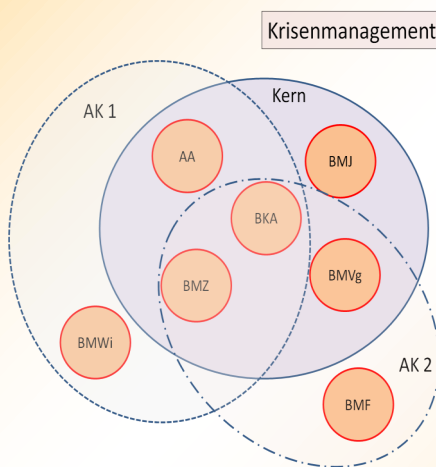 Krisenmanagement
Kern
AK 1
AA
BMJ
BKA
BMZ
BMVg
BMWi
AK 2
BMF